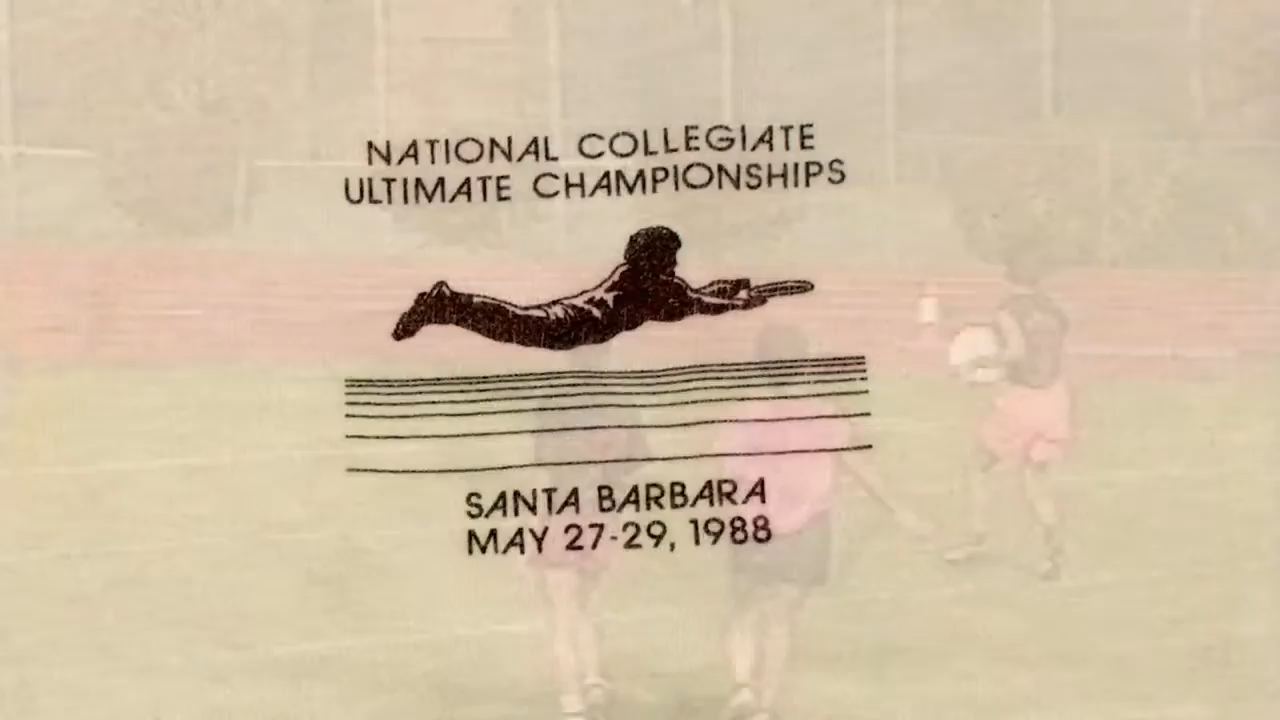 NATIONAL COLLEGIATE
ULTIMATE CHAMPIONSHIPS
SANTA BARBARA
MAY 27-29, 1988